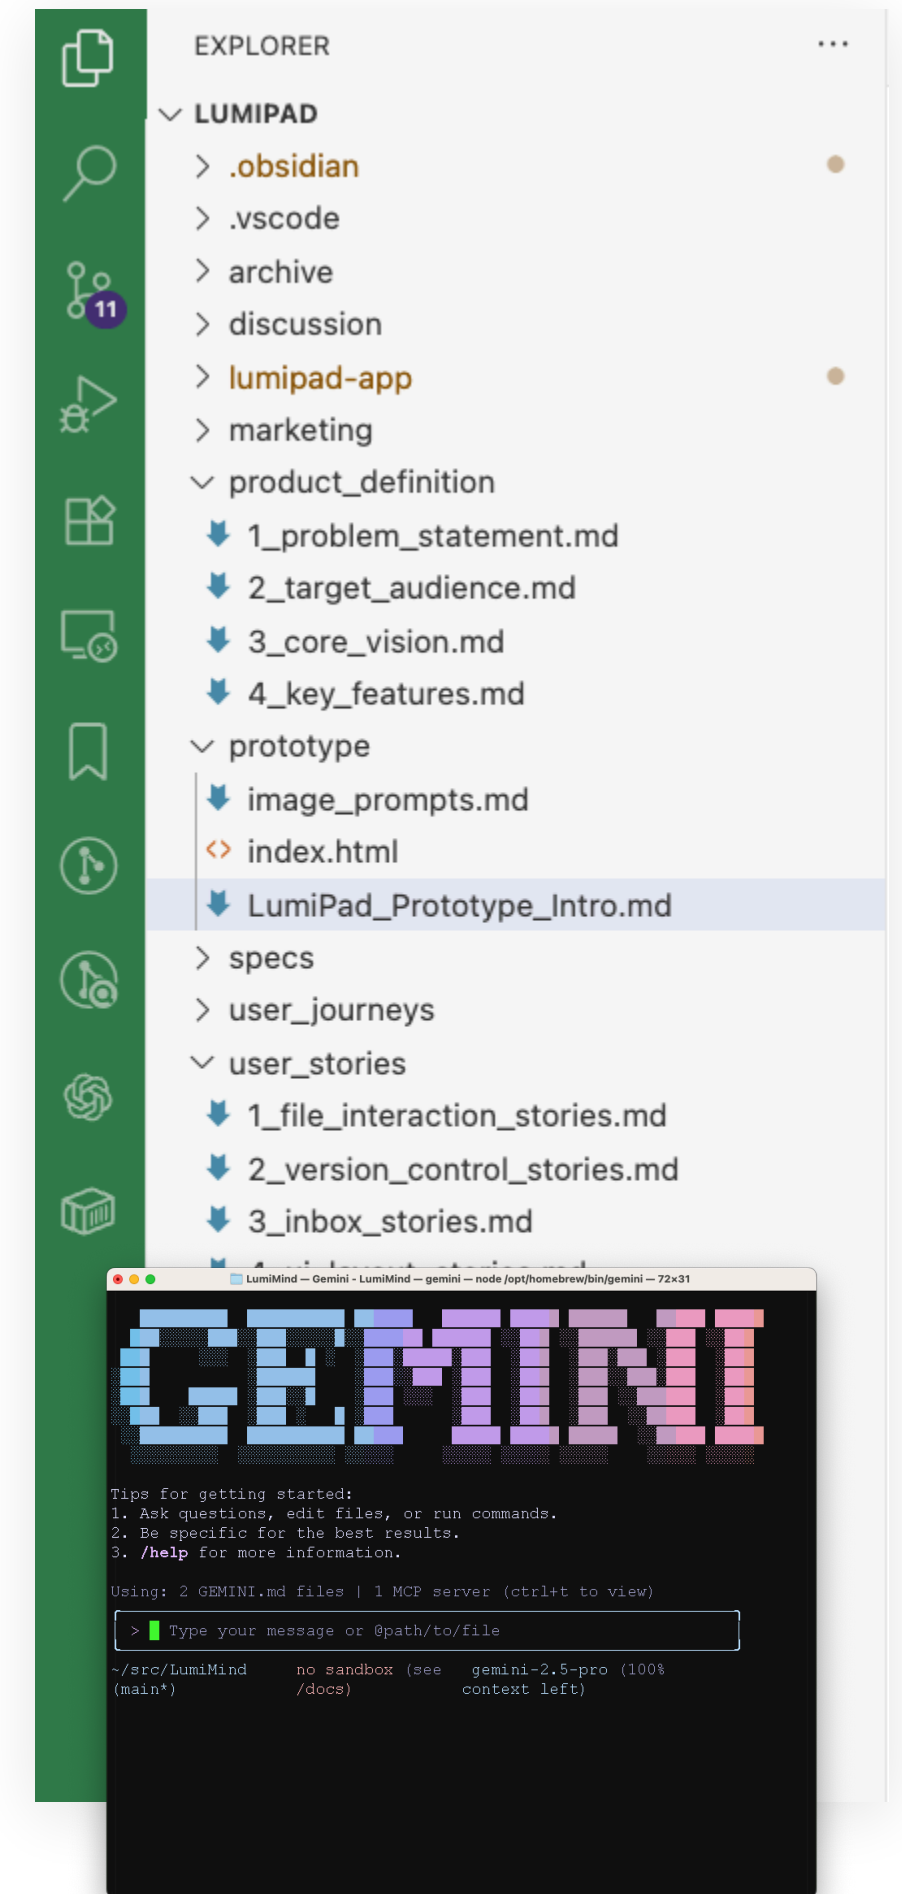 EXPLORER
LUMIPAD
.obsidian
.vscode
archive
discussion
11
lumipad-app
marketing
product_definition
1_problem_statement.md
2_target_audience.md
3_core_vision.md
4_key_features.md
prototype
image_prompts.md
index.html
LumiPad_Prototype_Intro.md
specs
user_journeys
user_stories
1_file_interaction_stories.md
2_version_control_stories.md
3_inbox_stories.md
LumiMind — Gemini - LumiMind — gemini — node /opt/homebrew/bin/gemini — 72×31
GEMINI
Tips for getting started:
1. Ask questions, edit files, or run commands.
2. Be specific for the best results.
3. /help for more information.
Using: 2 GEMINI.md files | 1 MCP server (ctrl+t to view)
> Type your message or @path/to/file
~/src/LumiMind no sandbox (see gemini-2.5-pro (100%
(main*) /docs) context left)